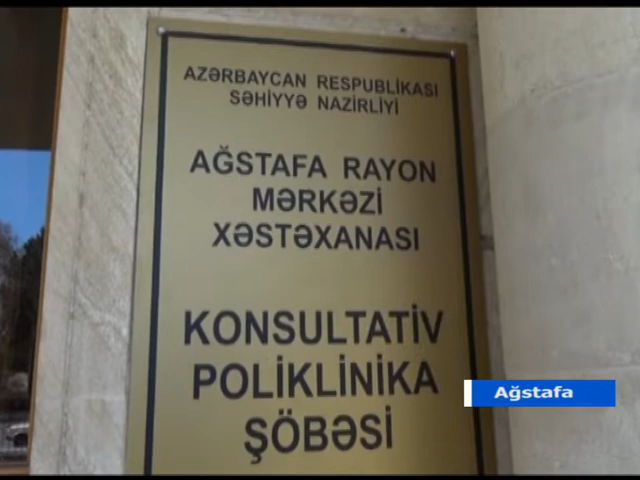 AZƏRBAYCAN RESPUBLİKASI
SƏHİYYƏ NAZİRLİYİ
AĞSTAFA RAYON
MƏRKƏZİ
XƏSTƏXANASI
KONSULTATİV
POLİKLİNİKA
ŞÖBƏSİ
Ağstafa